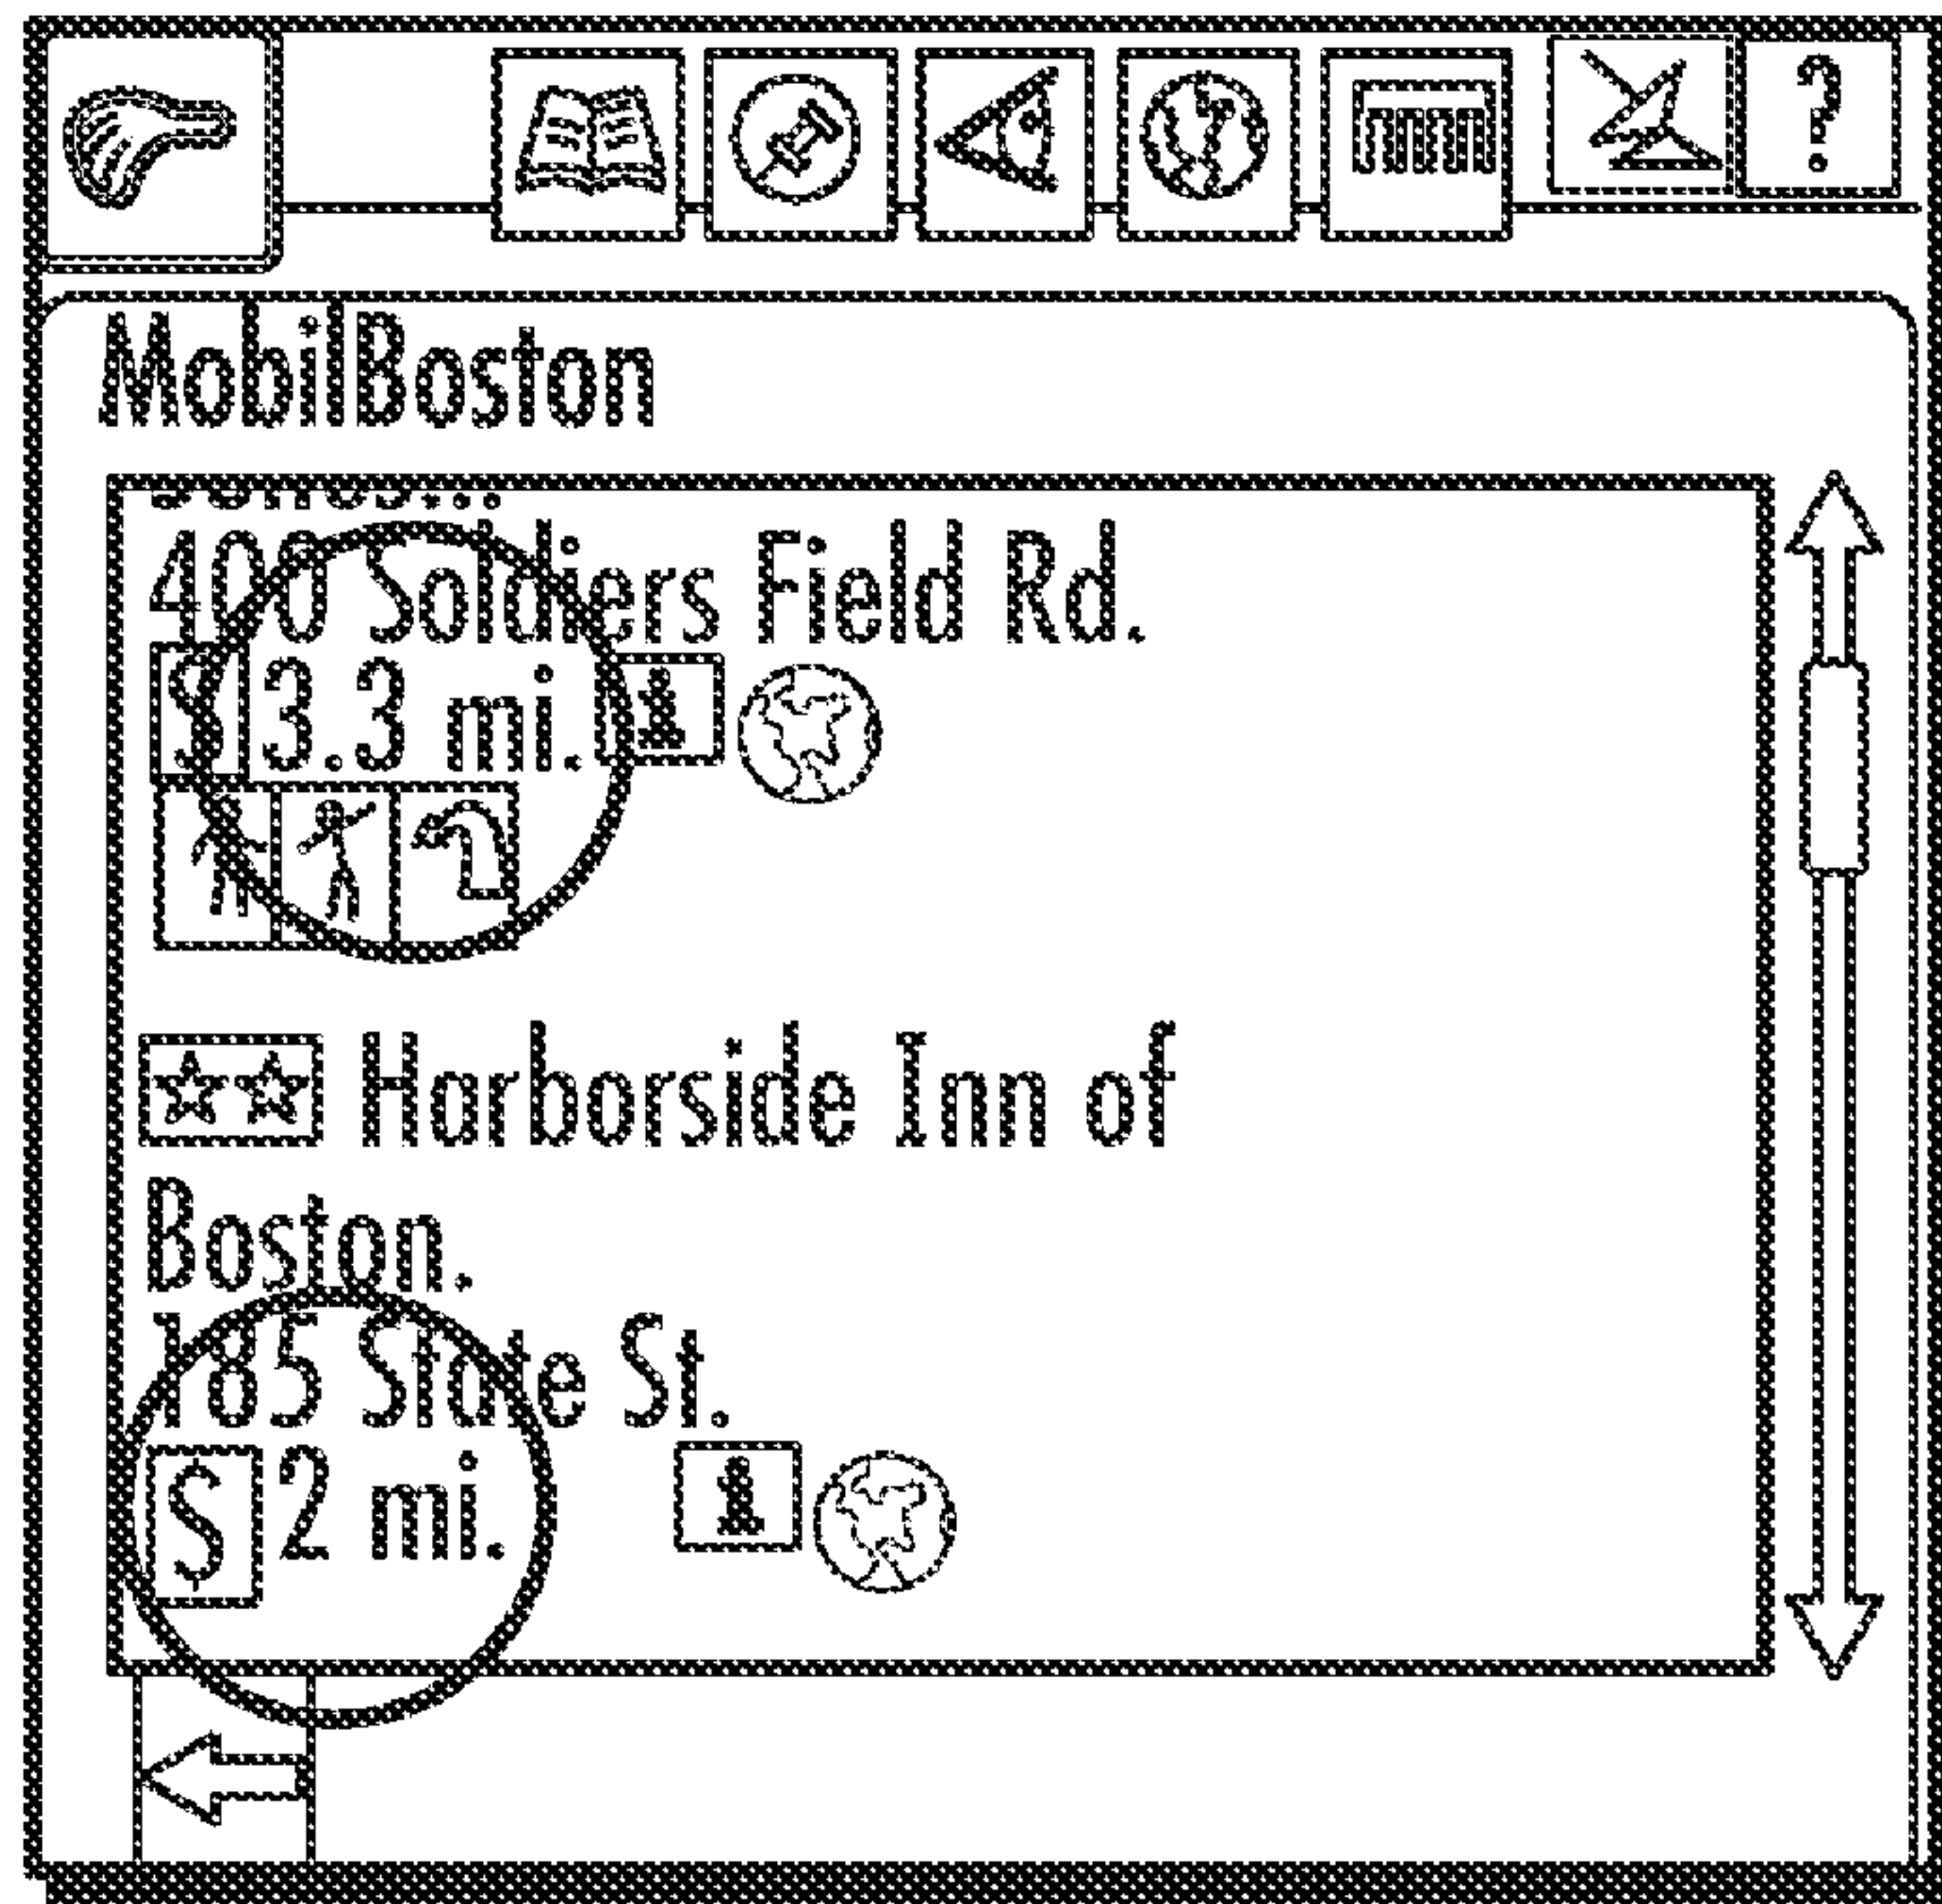 ?
MobilBoston
400 Soldiers Field Rd.
$ 3.3 mi. i
Harborside Inn of
Boston.
185 State St.
$ 2 mi. i